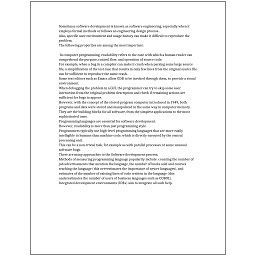 Sometimes software development is known as software engineering, especially when it
employs formal methods or follows an engineering design process.
Also, specific user environment and usage history can make it difficult to reproduce the
problem.
The following properties are among the most important:

In computer programming, readability refers to the ease with which a human reader can
comprehend the purpose, control flow, and operation of source code.
For example, when a bug in a compiler can make it crash when parsing some large source
file, a simplification of the test case that results in only few lines from the original source file
can be sufficient to reproduce the same crash.
Some text editors such as Emacs allow GDB to be invoked through them, to provide a visual
environment.
When debugging the problem in a GUI, the programmer can try to skip some user
interaction from the original problem description and check if remaining actions are
sufficient for bugs to appear.
However, with the concept of the stored-program computer introduced in 1949, both
programs and data were stored and manipulated in the same way in computer memory.
They are the building blocks for all software, from the simplest applications to the most
sophisticated ones.
Programming languages are essential for software development.
However, readability is more than just programming style.
Programmers typically use high-level programming languages that are more easily
intelligible to humans than machine code, which is directly executed by the central
processing unit.
This can be a non-trivial task, for example as with parallel processes or some unusual
software bugs.
There are many approaches to the Software development process.
Methods of measuring programming language popularity include: counting the number of
job advertisements that mention the language, the number of books sold and courses
teaching the language (this overestimates the importance of newer languages), and
estimates of the number of existing lines of code written in the language (this
underestimates the number of users of business languages such as COBOL).
Integrated development environments (IDEs) aim to integrate all such help.